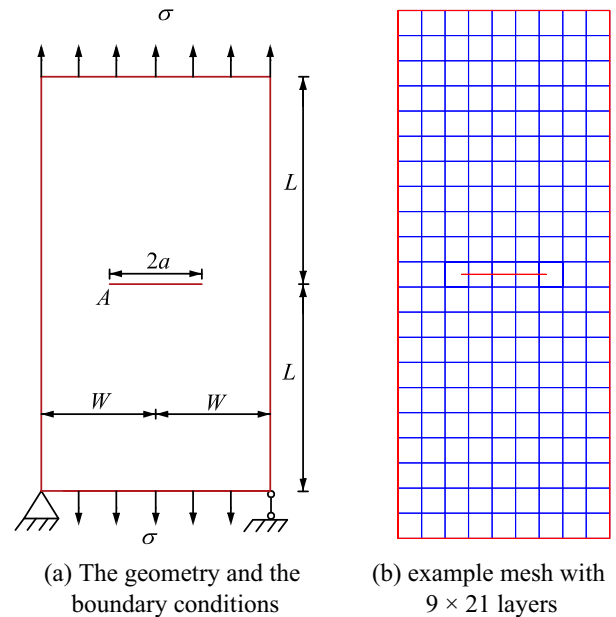 σ
L
2a
A
L
W W
σ
(a) The geometry and the
boundary conditions
(b) example mesh with
9 × 21 layers